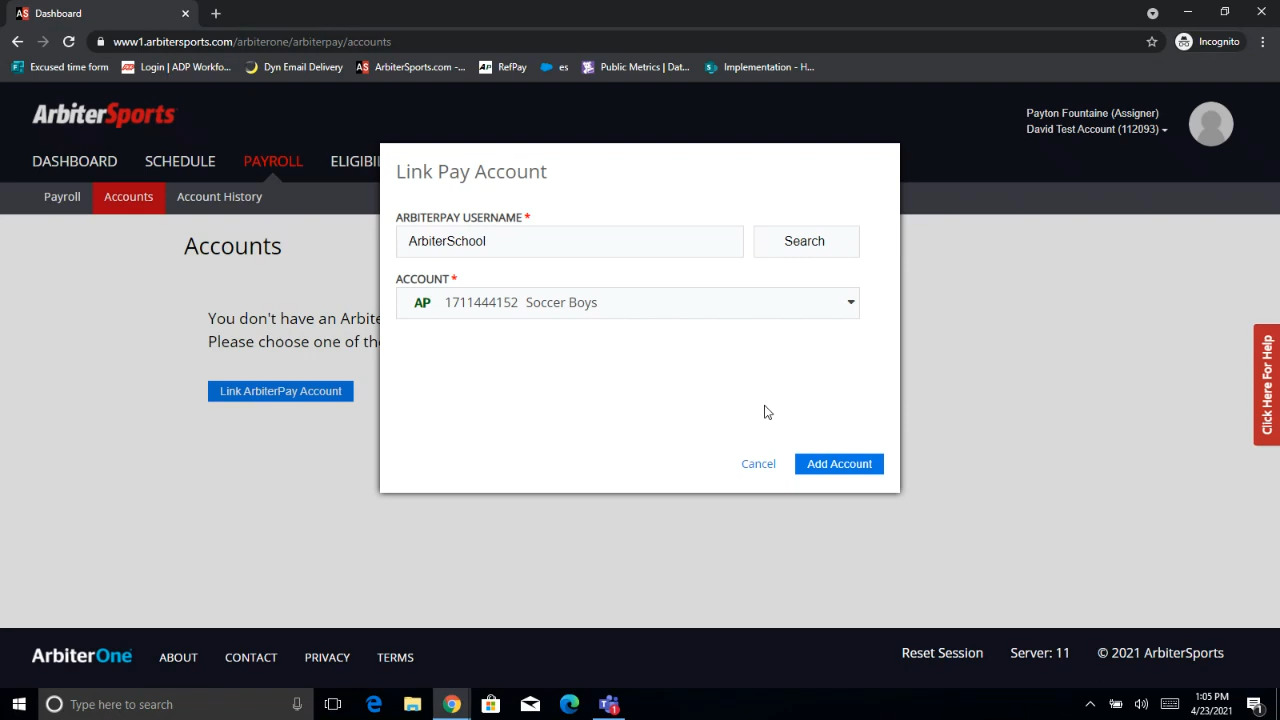 AS Dashboard
www1.arbitersports.com/arbiterone/arbiterpay/accounts
Incognito
Excused time form
Login | ADP Workfo...
Dyn Email Delivery
AS ArbiterSports.com -...
AP RefPay
es
Public Metrics | Dat...
Implementation - H...
ArbiterSports
Payton Fountaine (Assigner)
David Test Account (112093)
DASHBOARD SCHEDULE PAYROLL ELIGIBI
Payroll Accounts Account History
Link Pay Account
ARBITERPAY USERNAME *
ArbiterSchool
Search
ACCOUNT *
AP 1711444152 Soccer Boys
Cancel
Add Account
Accounts
You don't have an Arbite
Please choose one of the
Link ArbiterPay Account
Click Here For Help
ArbiterOne ABOUT CONTACT PRIVACY TERMS
Reset Session Server: 11 © 2021 ArbiterSports
Type here to search
1:05 PM
4/23/2021